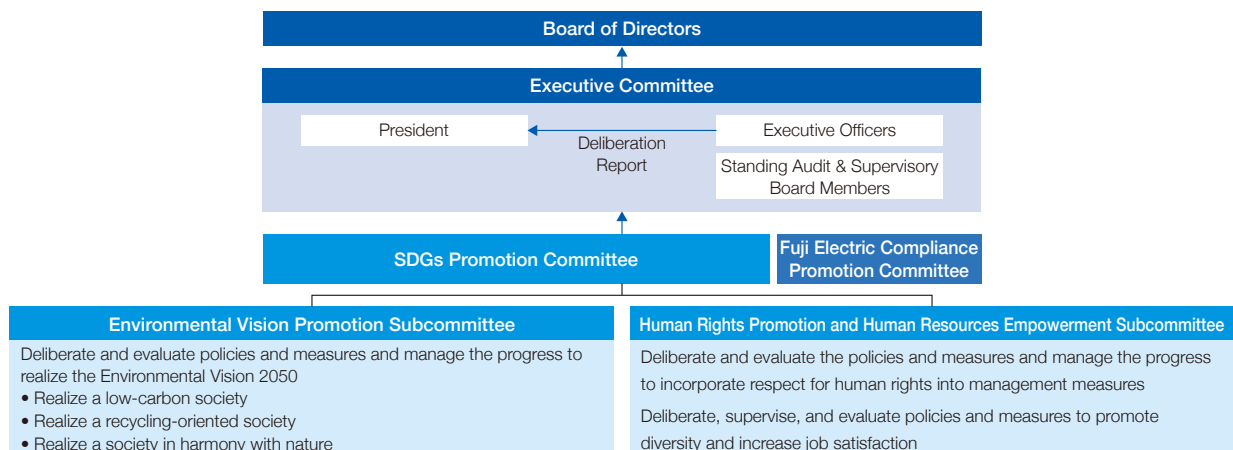 Board of Directors
Executive Committee
President
Deliberation
Report
Executive Officers
Standing Audit & Supervisory
Board Members
SDGs Promotion Committee
Fuji Electric Compliance
Promotion Committee
Environmental Vision Promotion Subcommittee
Deliberate and evaluate policies and measures and manage the progress to
realize the Environmental Vision 2050
• Realize a low-carbon society
• Realize a recycling-oriented society
• Realize a society in harmony with nature
Human Rights Promotion and Human Resources Empowerment Subcommittee
Deliberate and evaluate the policies and measures and manage the progress
to incorporate respect for human rights into management measures
Deliberate, supervise, and evaluate policies and measures to promote
diversity and increase job satisfaction